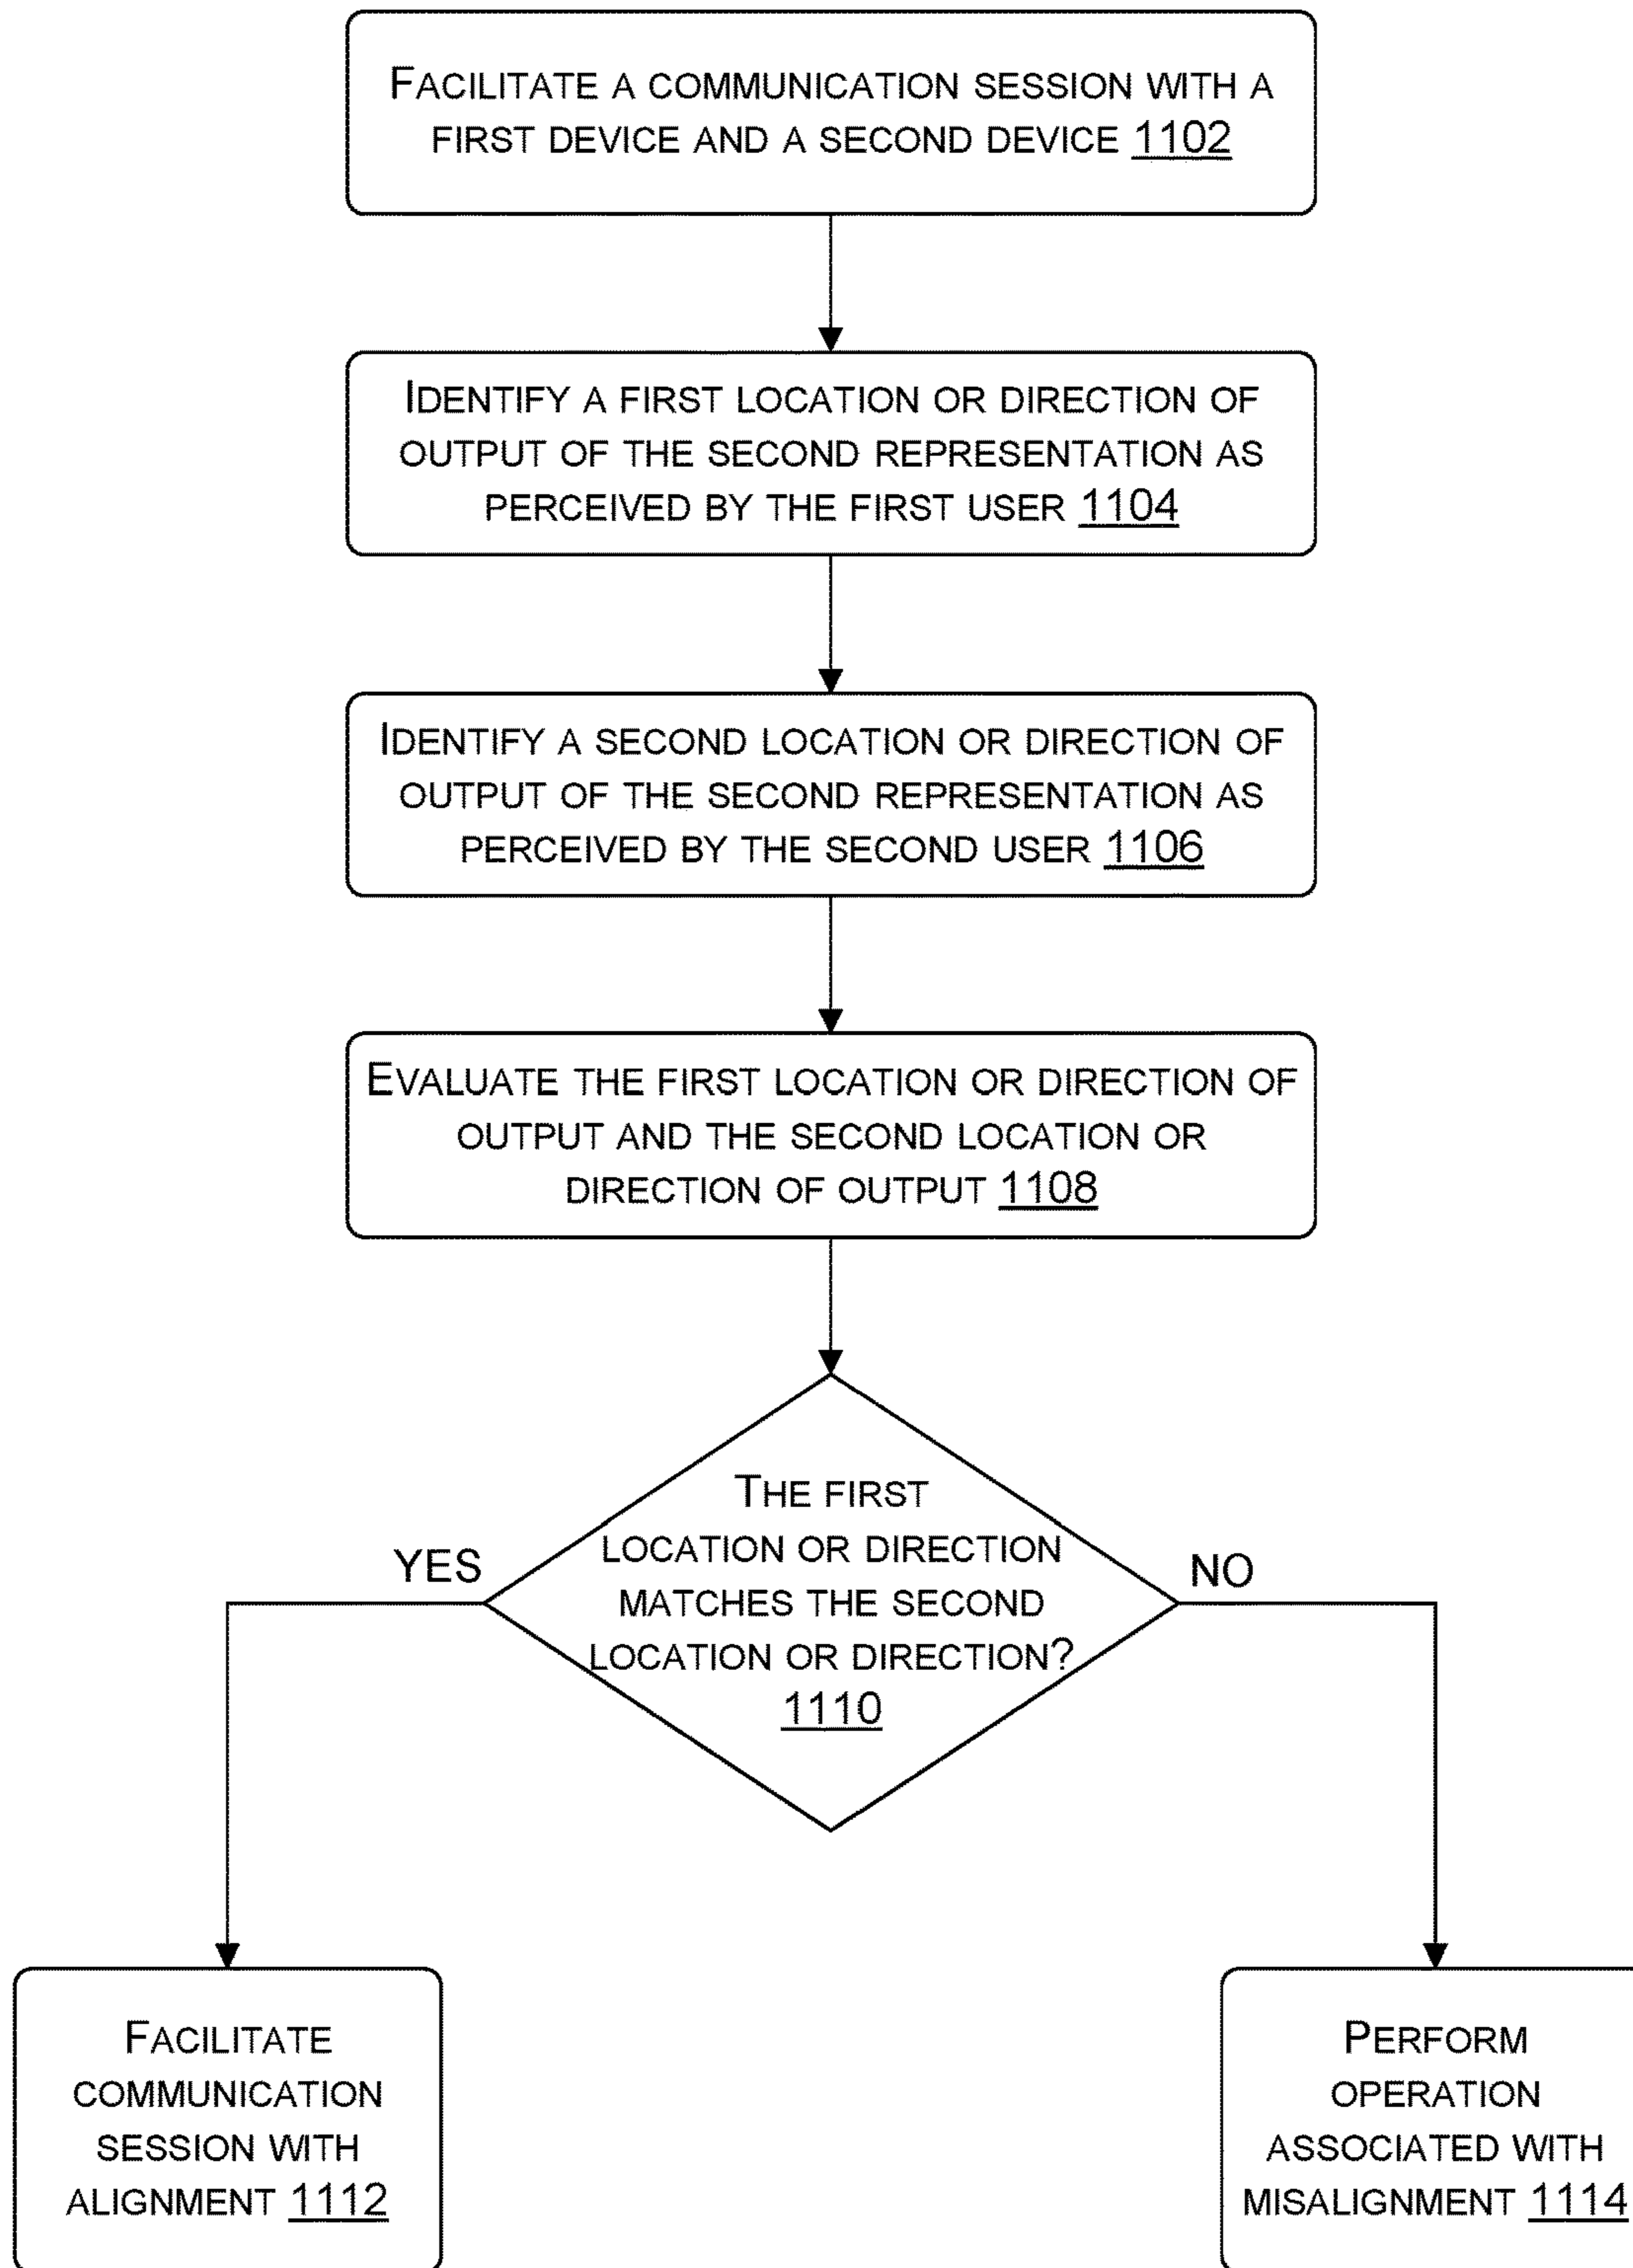 FACILITATE A COMMUNICATION SESSION WITH A
FIRST DEVICE AND A SECOND DEVICE 1102
IDENTIFY A FIRST LOCATION OR DIRECTION OF
OUTPUT OF THE SECOND REPRESENTATION AS
PERCEIVED BY THE FIRST USER 1104
IDENTIFY A SECOND LOCATION OR DIRECTION OF
OUTPUT OF THE SECOND REPRESENTATION AS
PERCEIVED BY THE SECOND USER 1106
EVALUATE THE FIRST LOCATION OR DIRECTION OF
OUTPUT AND THE SECOND LOCATION OR
DIRECTION OF OUTPUT 1108
THE FIRST
LOCATION OR DIRECTION
MATCHES THE SECOND
LOCATION OR DIRECTION?
1110
YES
NO
FACILITATE
COMMUNICATION
SESSION WITH
ALIGNMENT 1112
PERFORM
OPERATION
ASSOCIATED WITH
MISALIGNMENT 1114